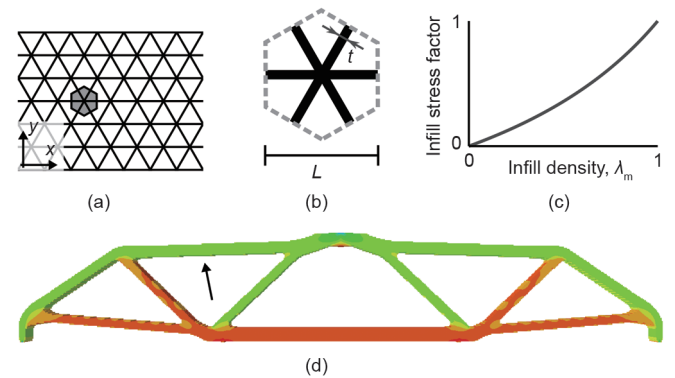 y
x
(a)
t
L
(b)
Infill stress factor
1
0
0
1
Infill density, λm
(c)
(d)